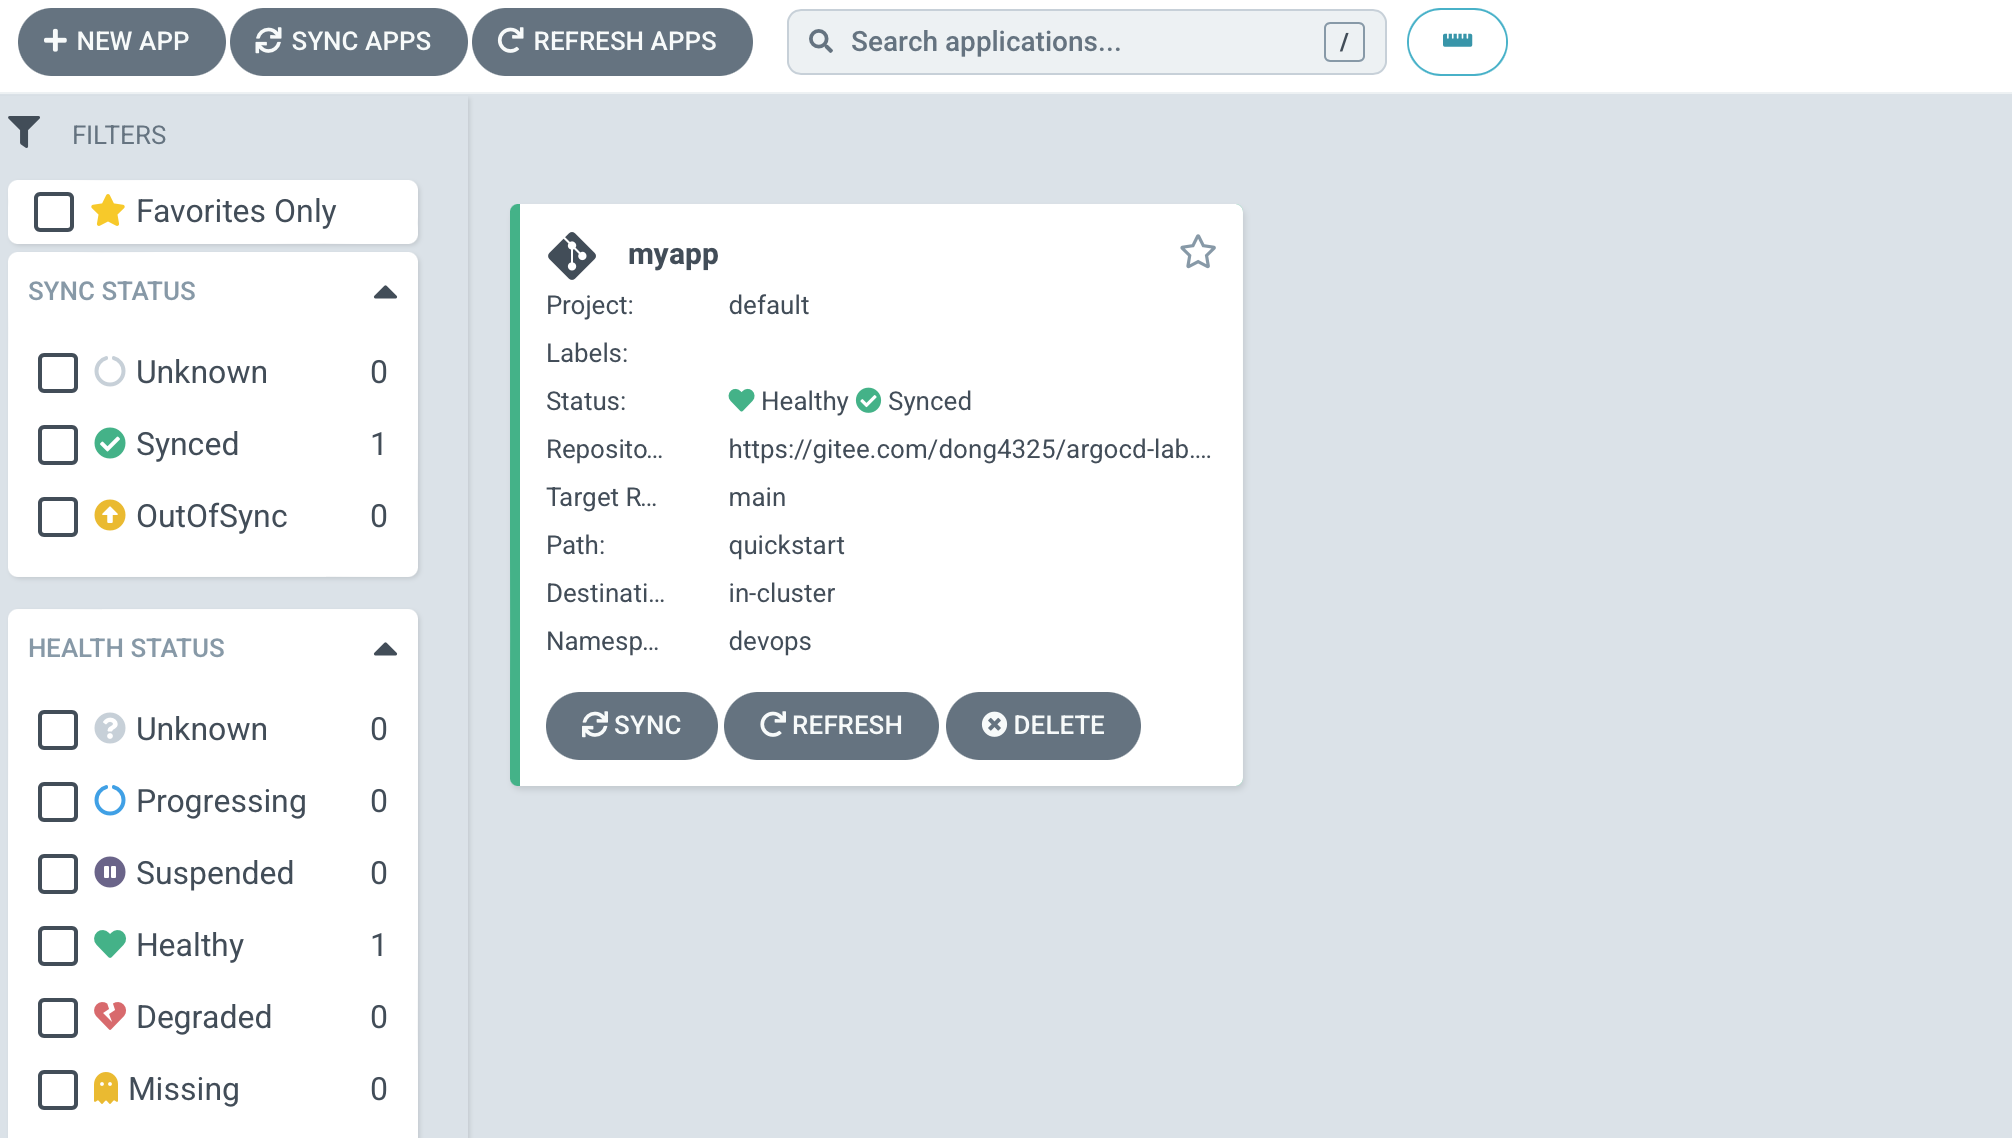 NEW APP SYNC APPS REFRESH APPS Search applications... /
FILTERS
Favorites Only
SYNC STATUS
Unknown 0
Synced 1
OutOfSync 0
HEALTH STATUS
Unknown 0
Progressing 0
Suspended 0
Healthy 1
Degraded 0
Missing 0
myapp
Project: default
Labels:
Status: Healthy Synced
Reposito... https://gitee.com/dong4325/argocd-lab....
Target R... main
Path: quickstart
Destinati... in-cluster
Namesp... devops
SYNC REFRESH DELETE